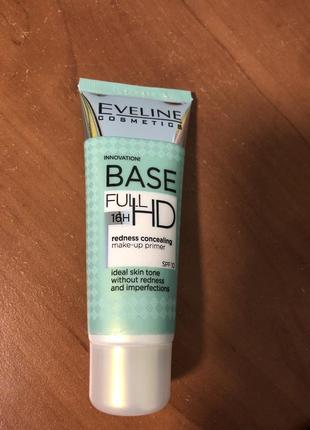 EVELINE
COSMETICS
INNOVATION!
BASE
FULL HD
16H
redness concealing
make-up primer
SPF 10
ideal skin tone
without redness
and imperfections